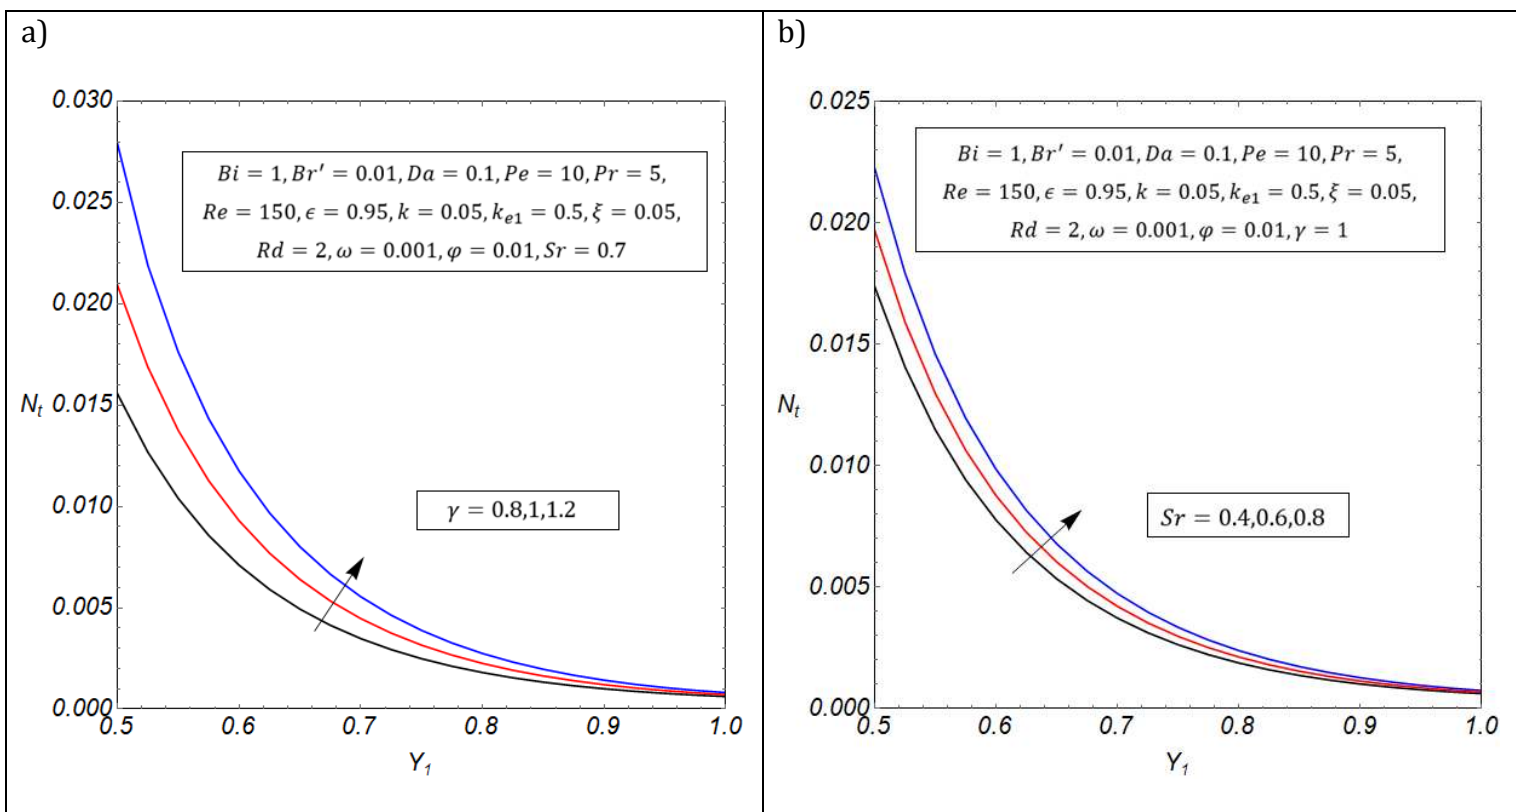 a)
0.030
0.025
0.020
0.015
0.010
0.005
0.000
N_t
Bi = 1, Br′ = 0.01, Da = 0.1, Pe = 10, Pr = 5,
Re = 150, ϵ = 0.95, k = 0.05, k_{e1} = 0.5, ξ = 0.05,
Rd = 2, ω = 0.001, φ = 0.01, Sr = 0.7
γ = 0.8,1,1.2
0.5 0.6 0.7 0.8 0.9 1.0
Y_1
b)
0.025
0.020
0.015
0.010
0.005
0.000
N_t
Bi = 1, Br′ = 0.01, Da = 0.1, Pe = 10, Pr = 5,
Re = 150, ϵ = 0.95, k = 0.05, k_{e1} = 0.5, ξ = 0.05,
Rd = 2, ω = 0.001, φ = 0.01, γ = 1
Sr = 0.4,0.6,0.8
0.5 0.6 0.7 0.8 0.9 1.0
Y_1